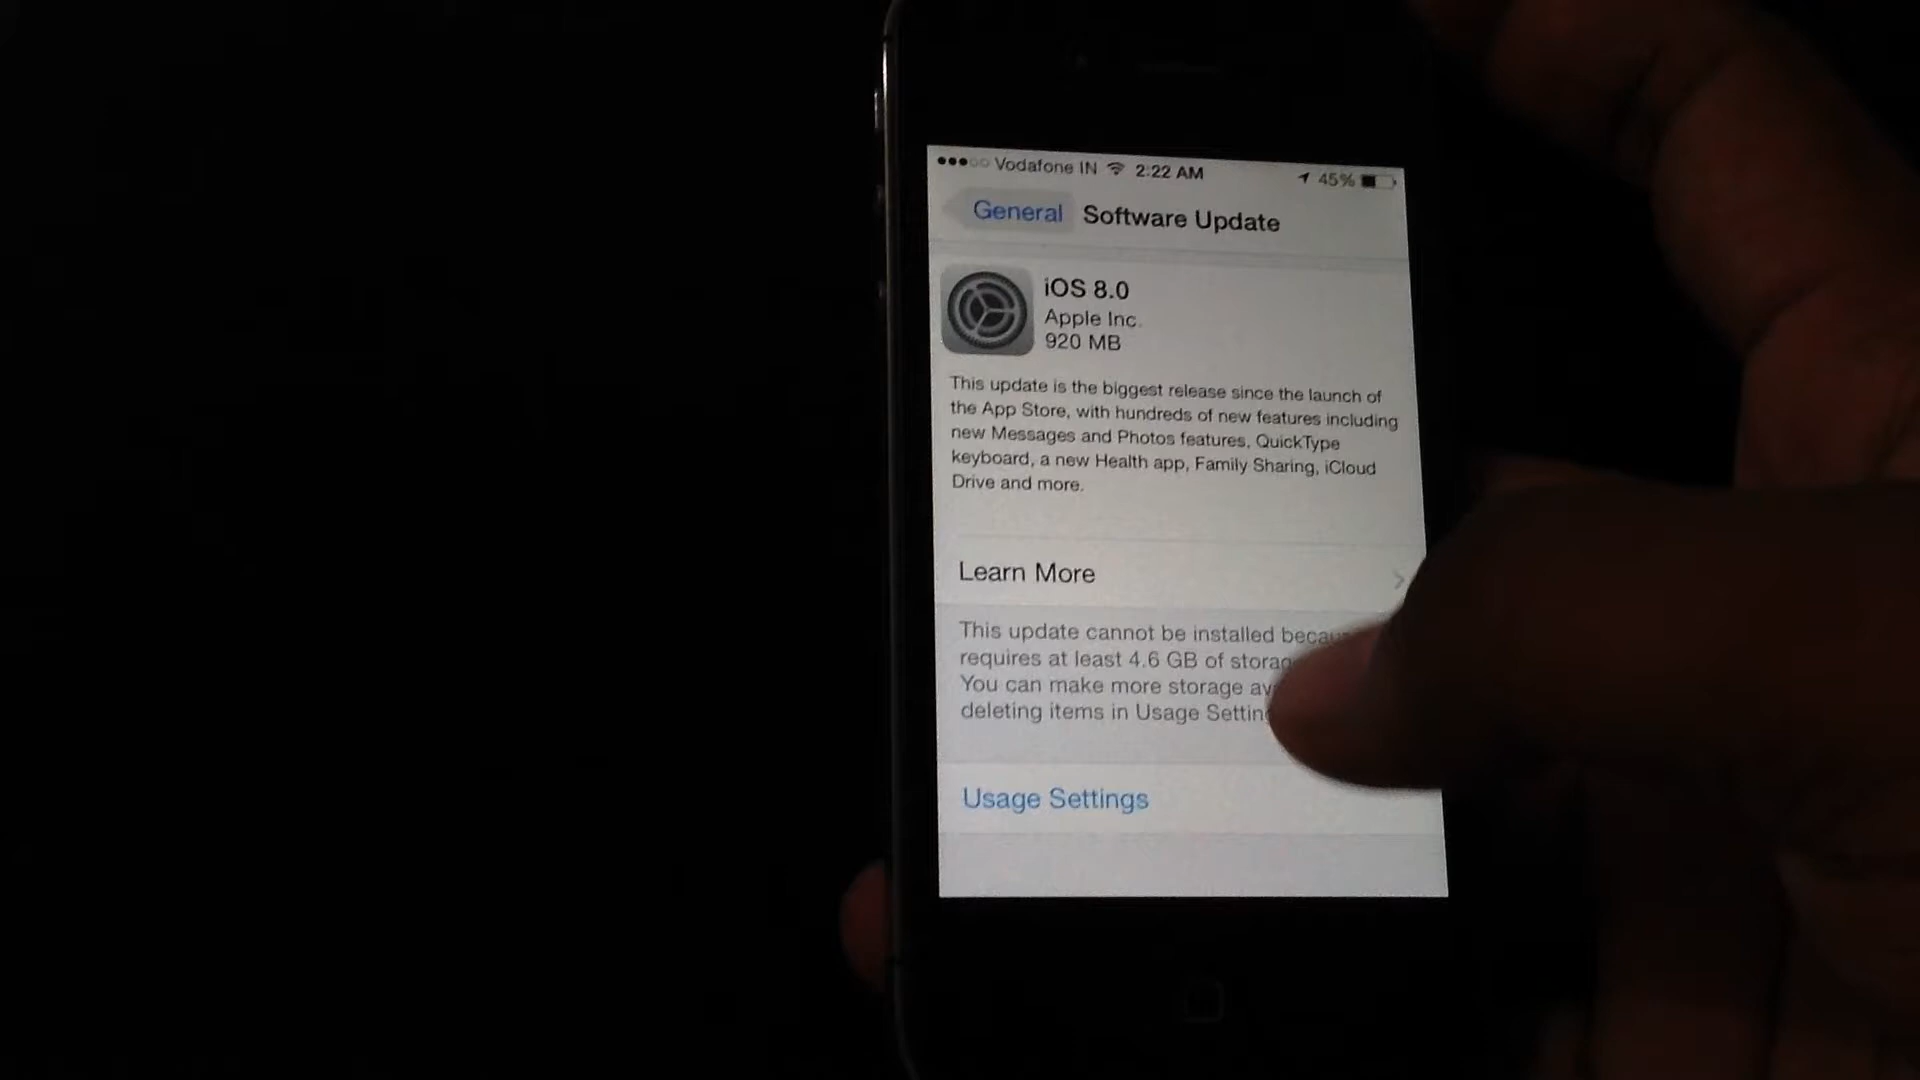 Vodafone IN 2:22 AM 45%
General Software Update
iOS 8.0
Apple Inc.
920 MB
This update is the biggest release since the launch of
the App Store, with hundreds of new features including
new Messages and Photos features, QuickType
keyboard, a new Health app, Family Sharing, iCloud
Drive and more.
Learn More
This update cannot be installed
requires at least 4.6 GB of
You can make more storage
deleting items in Usage
Usage Settings